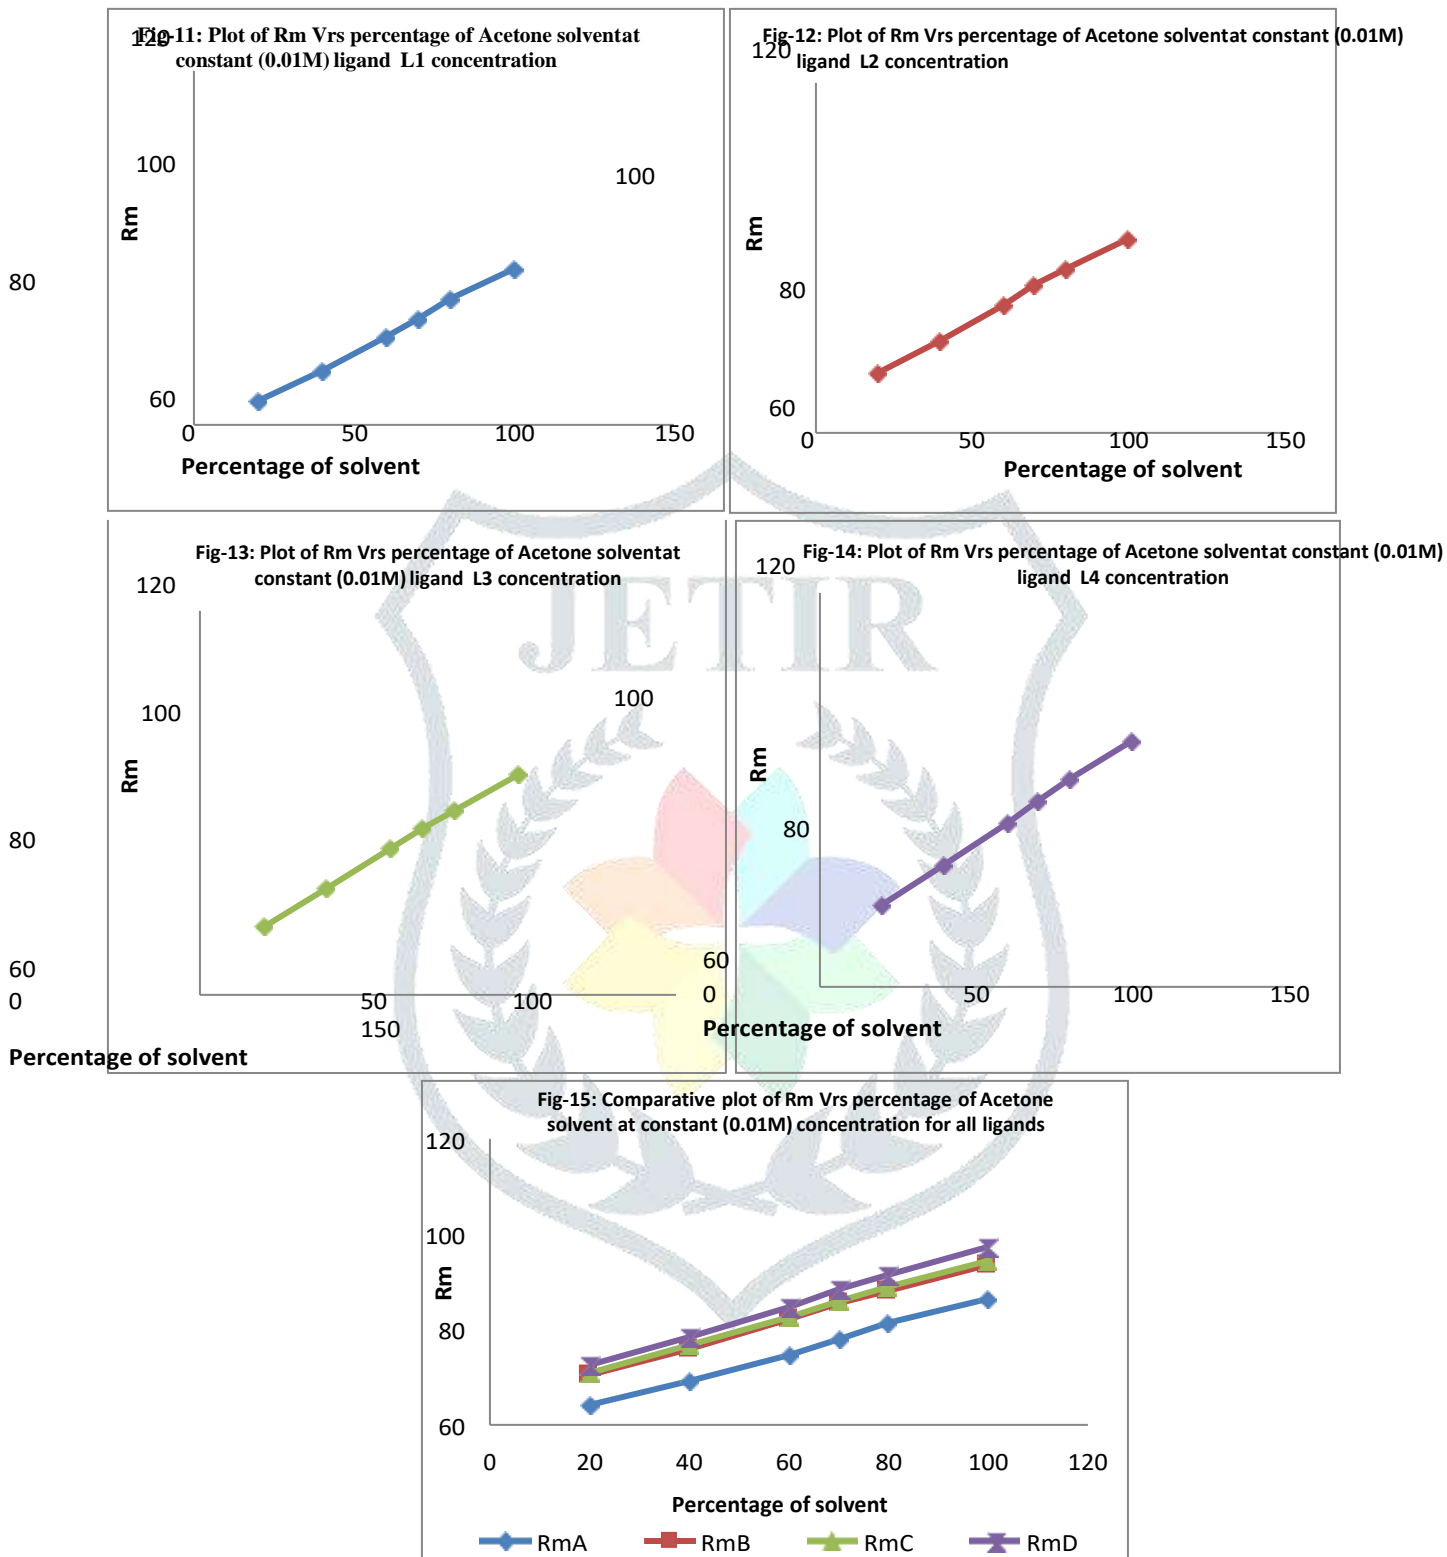 Fig-11: Plot of Rm Vrs percentage of Acetone solventat
constant (0.01M) ligand L1 concentration
120
100
100
Rm
80
60
0 50 100 150
Percentage of solvent
Fig-12: Plot of Rm Vrs percentage of Acetone solventat constant (0.01M)
ligand L2 concentration
120
Rm
80
60
0 50 100 150
Percentage of solvent
Fig-13: Plot of Rm Vrs percentage of Acetone solventat
constant (0.01M) ligand L3 concentration
120
100
100
Rm
80
60
0 50 100
150
Percentage of solvent
Fig-14: Plot of Rm Vrs percentage of Acetone solventat constant (0.01M)
ligand L4 concentration
120
Rm
80
60
0 50 100 150
Percentage of solvent
JETIR
Fig-15: Comparative plot of Rm Vrs percentage of Acetone
solvent at constant (0.01M) concentration for all ligands
120
100
Rm
80
60
0 20 40 60 80 100 120
Percentage of solvent
RmA RmB RmC RmD